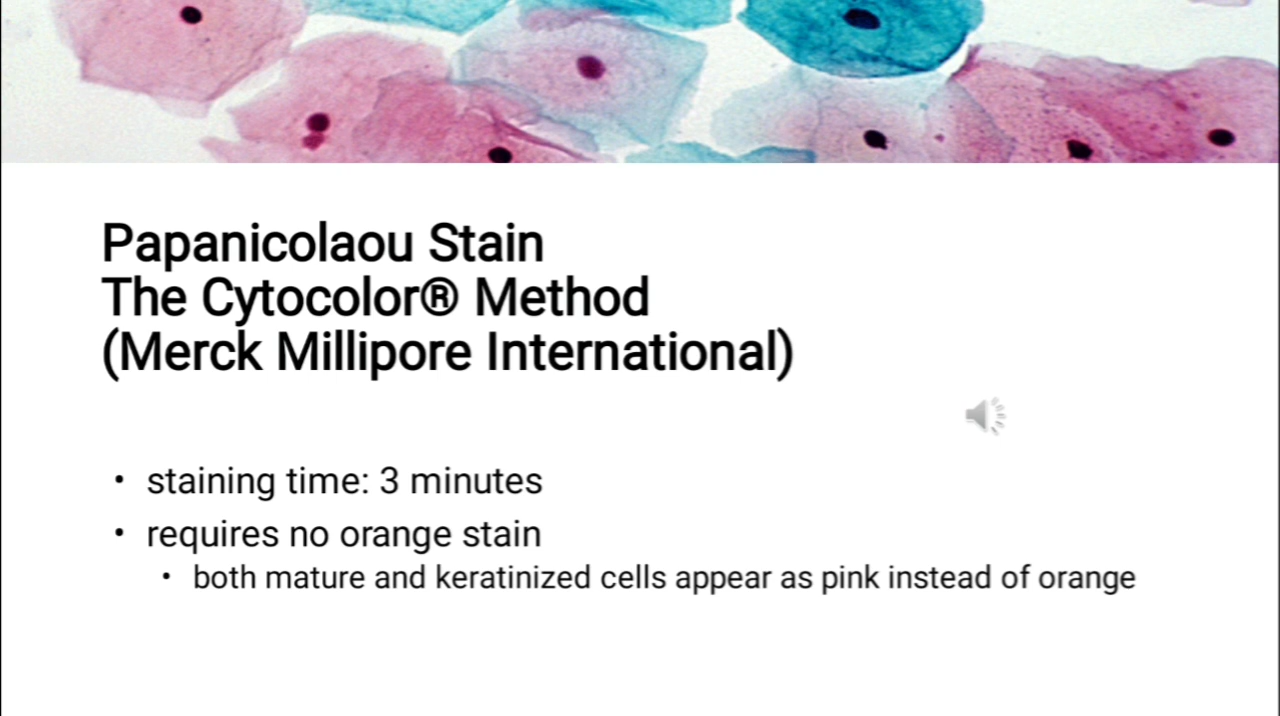 Papanicolaou Stain
The Cytocolor® Method
(Merck Millipore International)
• staining time: 3 minutes
• requires no orange stain
• both mature and keratinized cells appear as pink instead of orange